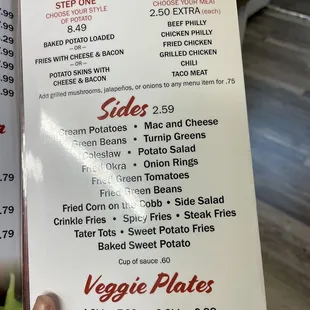 STEP ONE
CHOOSE YOUR STYLE
OF POTATO
8.49
BAKED POTATO LOADED
— OR —
FRIES WITH CHEESE & BACON
— OR —
POTATO SKINS WITH
CHEESE & BACON
CHOOSE YOUR MEAT
2.50 EXTRA (each)
BEEF PHILLY
CHICKEN PHILLY
FRIED CHICKEN
GRILLED CHICKEN
CHILI
TACO MEAT
Add grilled mushrooms, jalapeños, or onions to any menu item for .75
Sides 2.59
Cream Potatoes • Mac and Cheese
Green Beans • Turnip Greens
Coleslaw • Potato Salad
Fried Okra • Onion Rings
Fried Green Tomatoes
Fried Green Beans
Fried Corn on the Cobb • Side Salad
Crinkle Fries • Spicy Fries • Steak Fries
Tater Tots • Sweet Potato Fries
Baked Sweet Potato
Cup of sauce .60
Veggie Plates